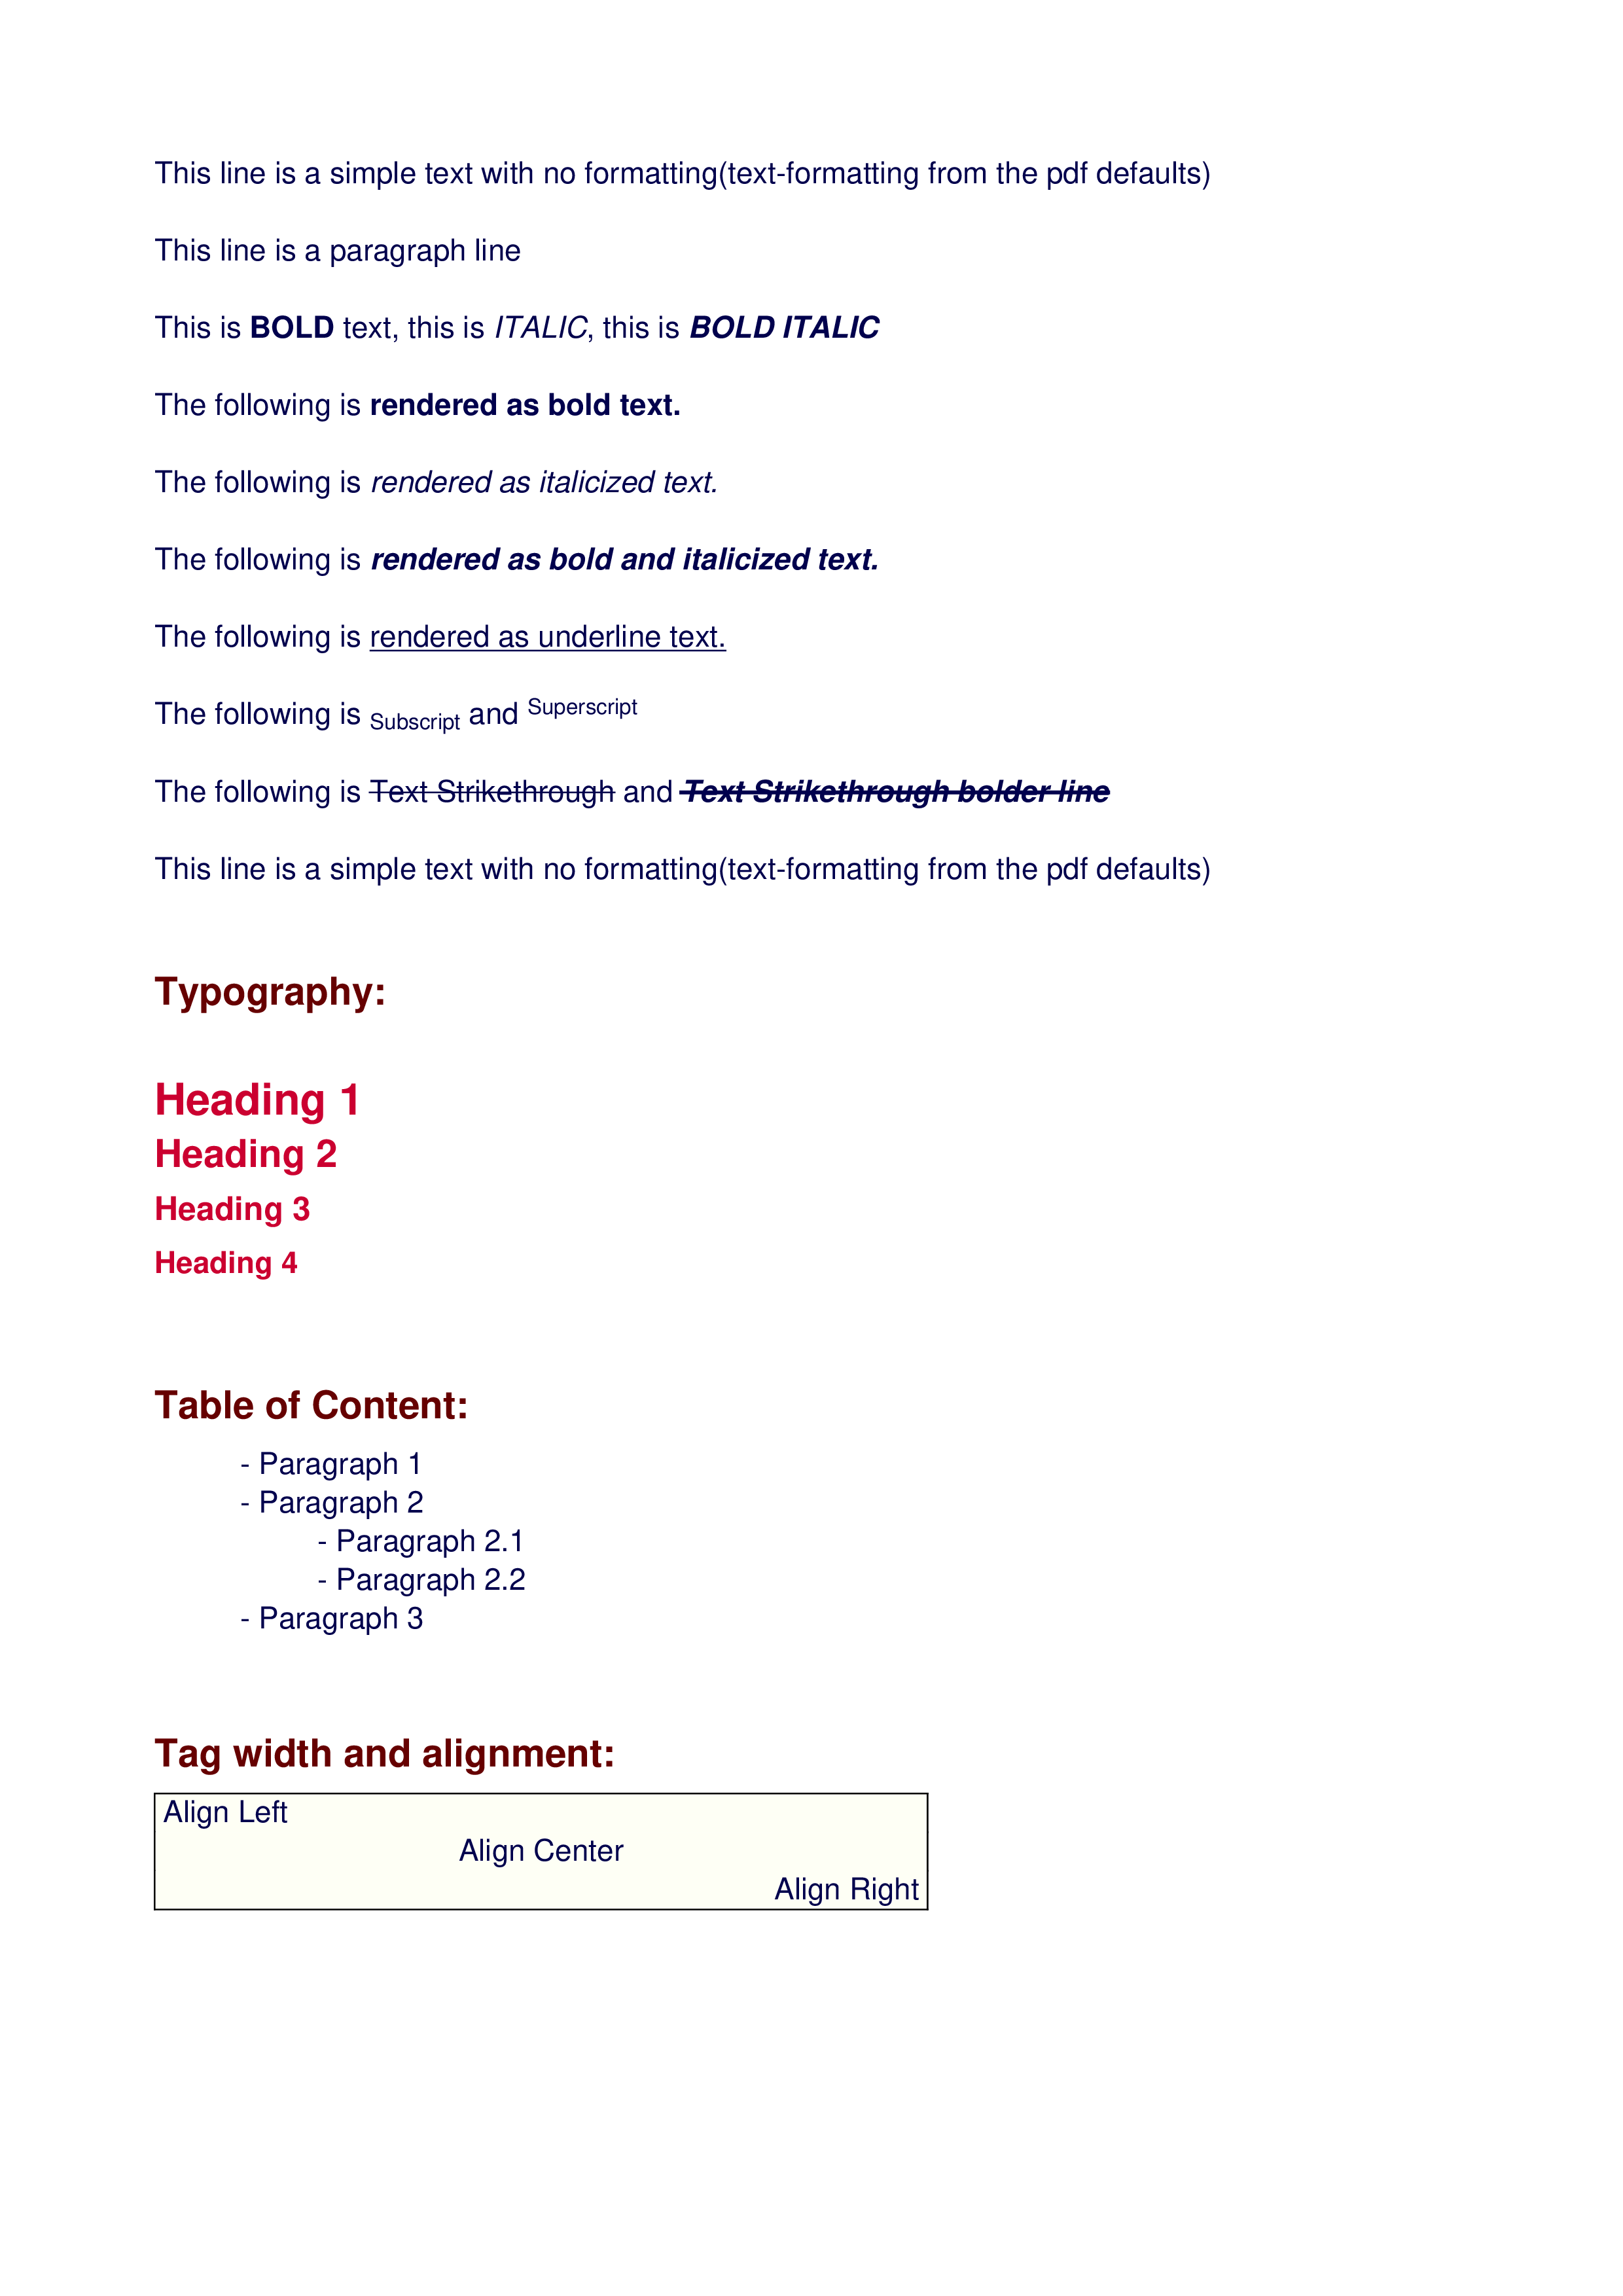 This line is a simple text with no formatting(text-formatting from the pdf defaults)
This line is a paragraph line
This is BOLD text, this is ITALIC, this is BOLD ITALIC
The following is rendered as bold text.
The following is rendered as italicized text.
The following is rendered as bold and italicized text.
The following is rendered as underline text.
The following is Subscript and Superscript
The following is Text Strikethrough and Text Strikethrough bolder line
This line is a simple text with no formatting(text-formatting from the pdf defaults)
Typography:
Heading 1
Heading 2
Heading 3
Heading 4
Table of Content:
- Paragraph 1
- Paragraph 2
- Paragraph 2.1
- Paragraph 2.2
- Paragraph 3
Tag width and alignment:
Align Left
Align Center
Align Right